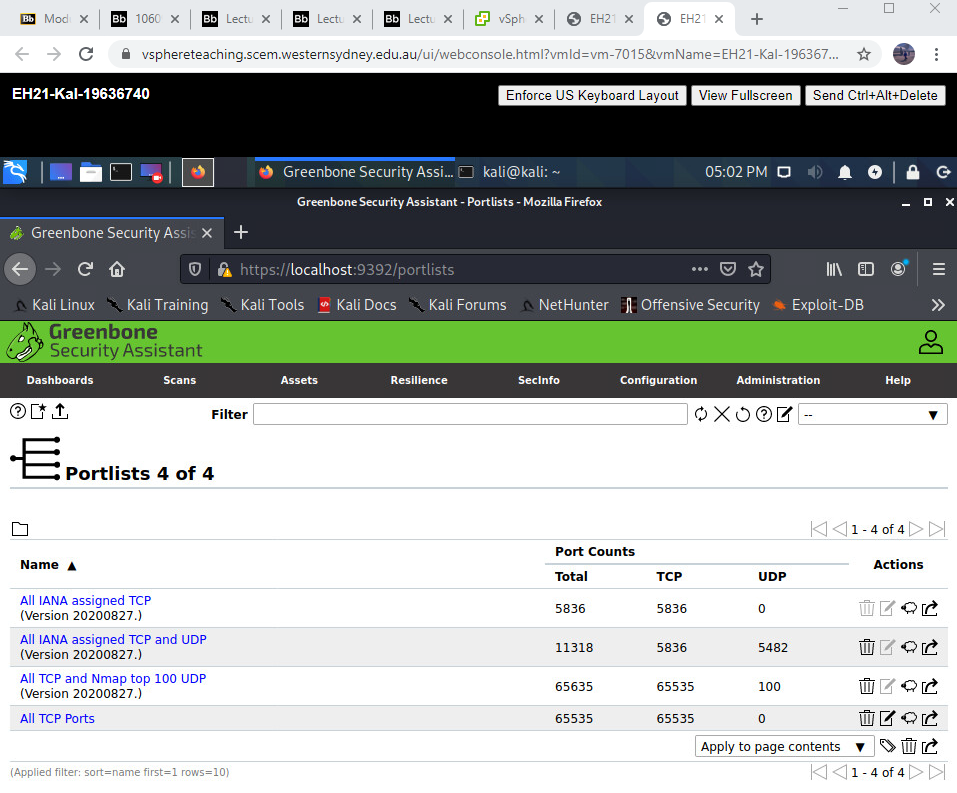 Modu
1060
Lectu
Lectu
Lectu
vSph
EH21
EH21
vsphereteaching.scem.westernsydney.edu.au/ui/webconsole.html?vmId=vm-7015&vmName=EH21-Kal-196367...
EH21-Kal-19636740
Enforce US Keyboard Layout
View Fullscreen
Send Ctrl+Alt+Delete
Greenbone Security Assi...
kali@kali: ~
05:02 PM
Greenbone Security Assistant - Portlists - Mozilla Firefox
Greenbone Security Assis
https://localhost:9392/portlists
Kali Linux
Kali Training
Kali Tools
Kali Docs
Kali Forums
NetHunter
Offensive Security
Exploit-DB
Greenbone
Security Assistant
Dashboards
Scans
Assets
Resilience
SecInfo
Configuration
Administration
Help
Filter
--
Portlists 4 of 4
1 - 4 of 4
Name ▲
Port Counts
Actions
Total
TCP
UDP
All IANA assigned TCP
(Version 20200827.)
5836
5836
0
All IANA assigned TCP and UDP
(Version 20200827.)
11318
5836
5482
All TCP and Nmap top 100 UDP
(Version 20200827.)
65635
65535
100
All TCP Ports
65535
65535
0
Apply to page contents
(Applied filter: sort=name first=1 rows=10)
1 - 4 of 4